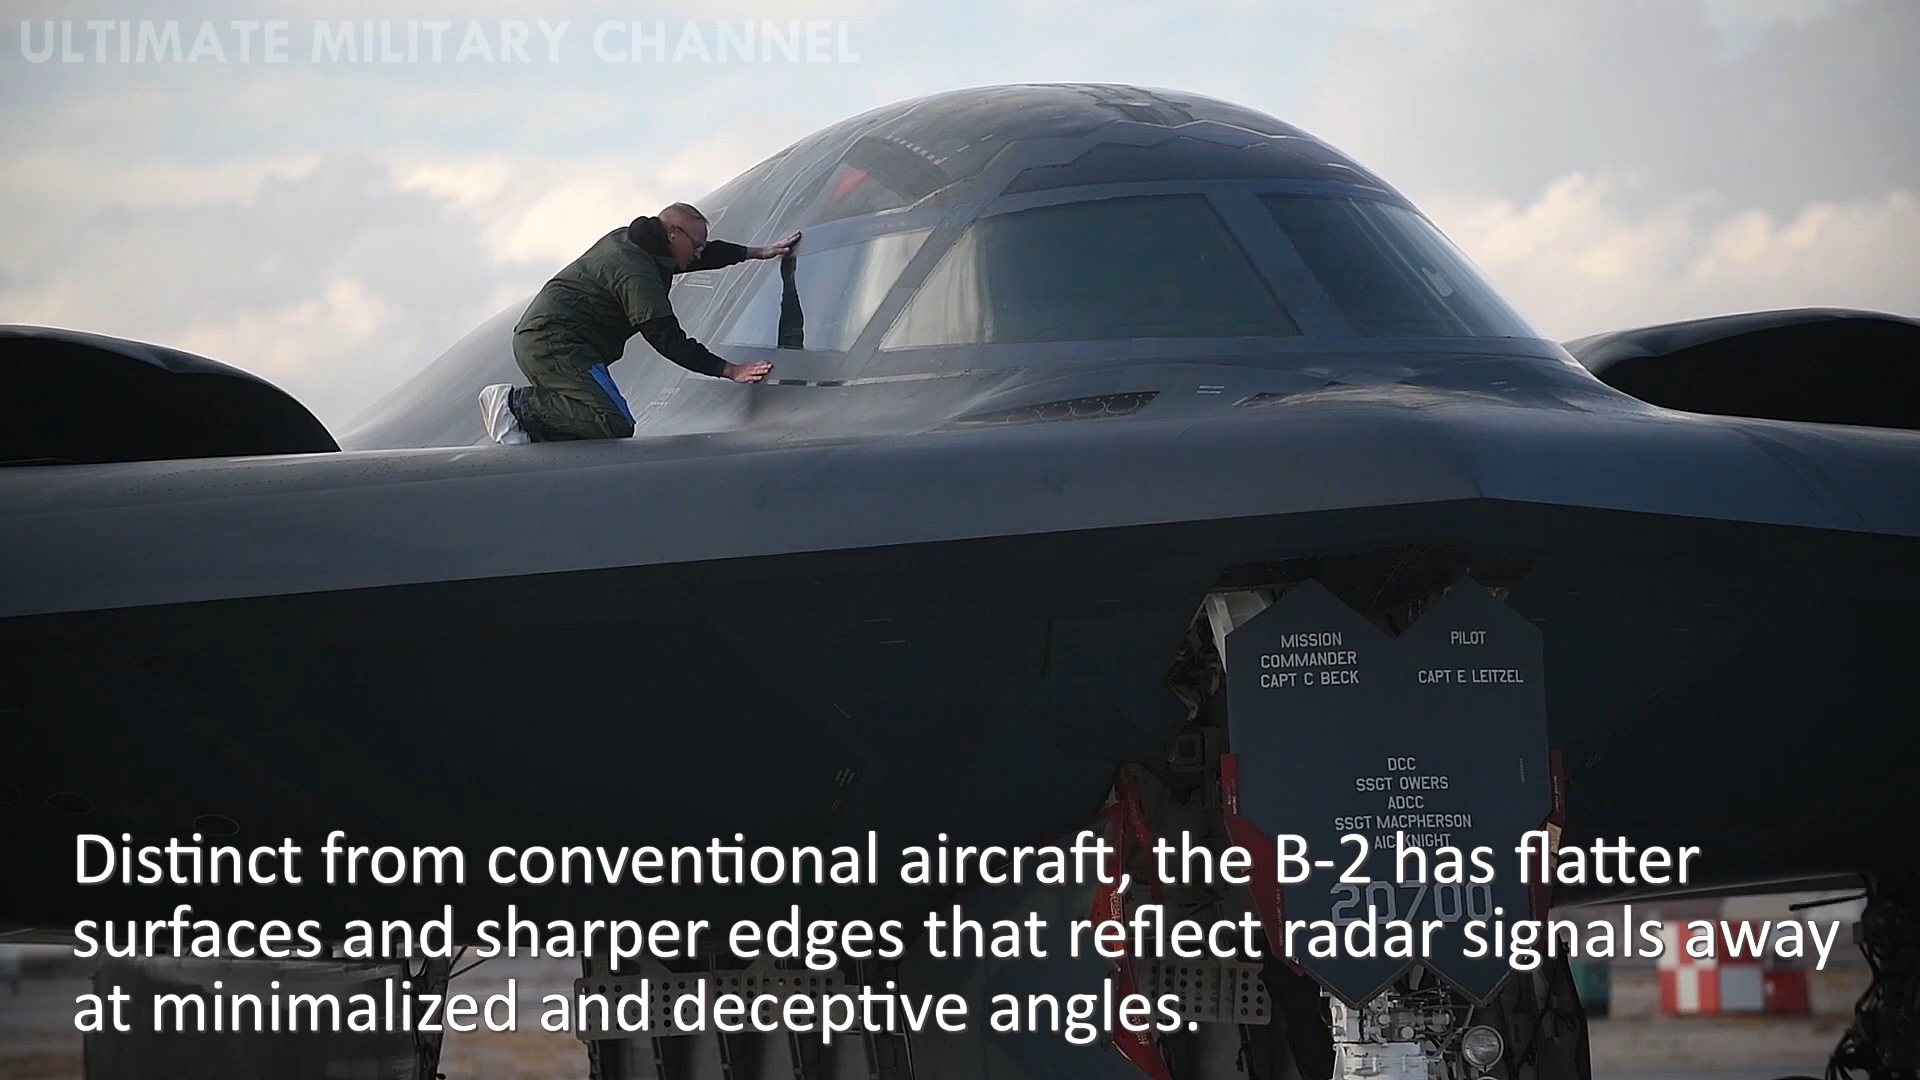 ULTIMATE MILITARY CHANNEL
MISSION
COMMANDER
CAPT C BECK
PILOT
CAPT E LEITZEL
DCC
SSGT OWERS
ADCC
SSGT MACPHERSON
KNIGHT
20700
Distinct from conventional aircraft, the B-2 has flatter
surfaces and sharper edges that reflect radar signals away
at minimalized and deceptive angles.